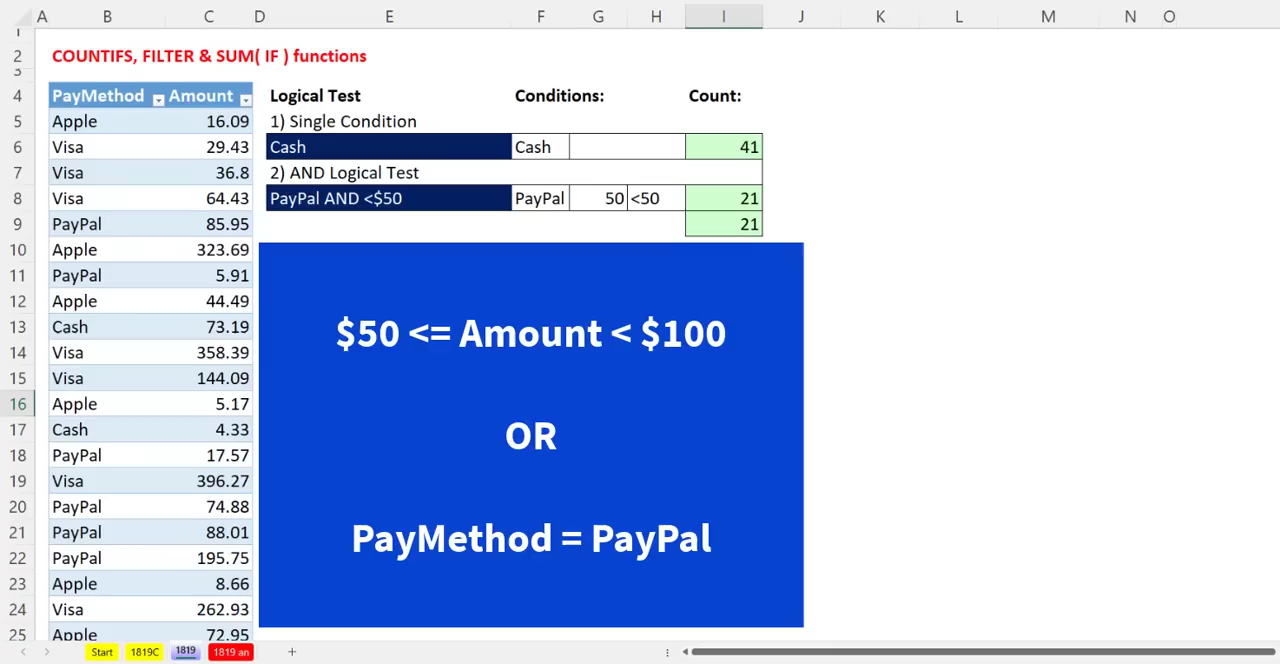 A B C D E F G H I J K L M N O
1
2 COUNTIFS, FILTER & SUM( IF ) functions
3
4 PayMethod Amount Logical Test Conditions: Count:
5 Apple 16.09 1) Single Condition
6 Visa 29.43 Cash Cash 41
7 Visa 36.8 2) AND Logical Test
8 Visa 64.43 PayPal AND <$50 PayPal 50 <50 21
9 PayPal 85.95 21
10 Apple 323.69
11 PayPal 5.91
12 Apple 44.49
13 Cash 73.19
14 Visa 358.39
15 Visa 144.09
16 Apple 5.17
17 Cash 4.33
18 PayPal 17.57
19 Visa 396.27
20 PayPal 74.88
21 PayPal 88.01
22 PayPal 195.75
23 Apple 8.66
24 Visa 262.93
25 Apple 72.95
$50 <= Amount < $100
OR
PayMethod = PayPal
Start 1819C 1819 1819 an